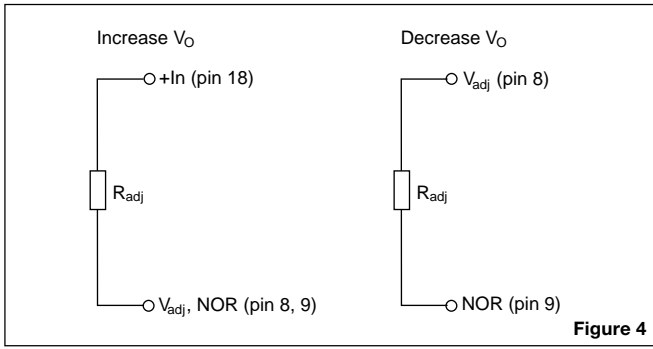 Increase VO
+In (pin 18)
Radj
Vadj, NOR (pin 8, 9)
Decrease VO
Vadj (pin 8)
Radj
NOR (pin 9)
Figure 4